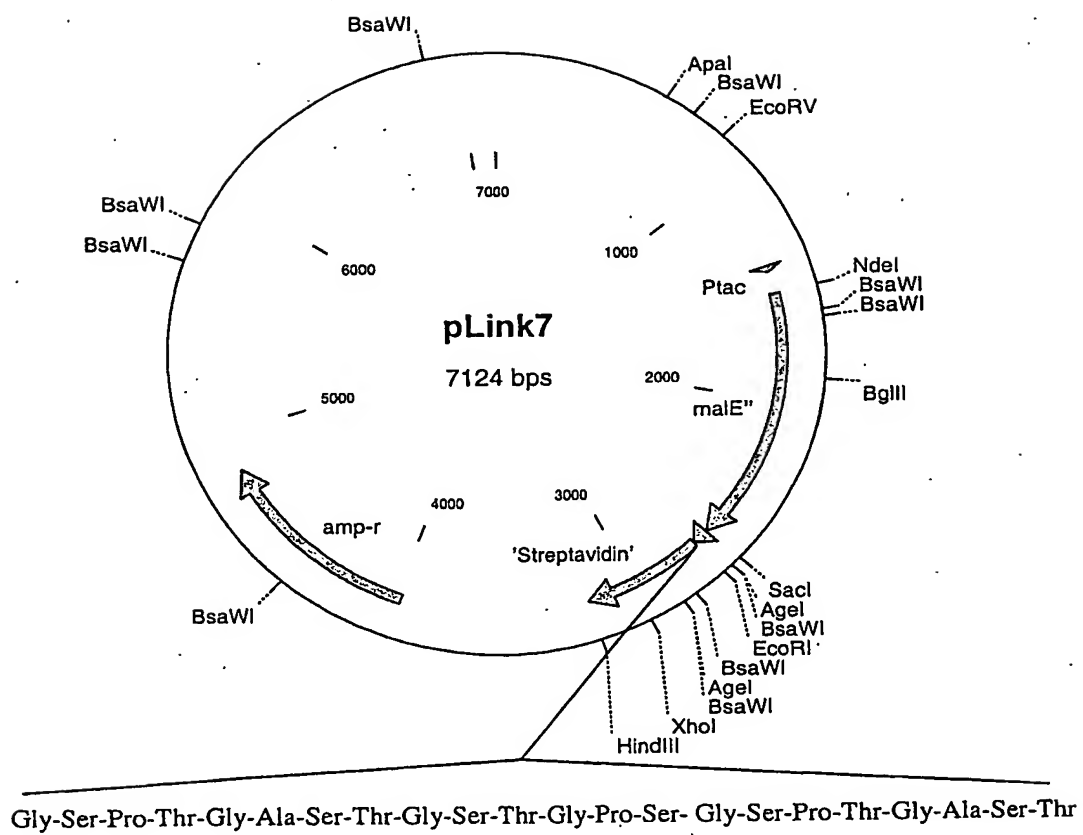 BsaWI
ApaI
BsaWI
EcoRV
BsaWI
BsaWI
7000
1000
6000
Ptac
NdeI
BsaWI
BsaWI
pLink7
7124 bps
2000
malE"
BglII
5000
4000
3000
amp-r
'Streptavidin'
BsaWI
SacI
AgeI
BsaWI
EcoRI
BsaWI
AgeI
BsaWI
XhoI
HindIII
Gly-Ser-Pro-Thr-Gly-Ala-Ser-Thr-Gly-Ser-Thr-Gly-Pro-Ser- Gly-Ser-Pro-Thr-Gly-Ala-Ser-Thr